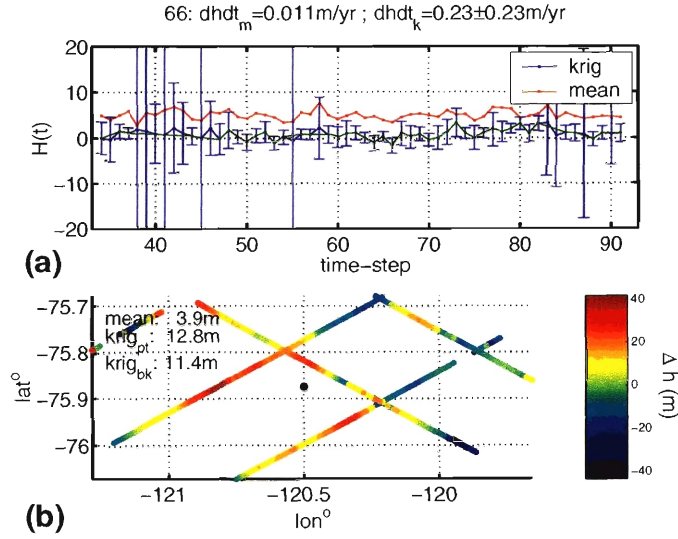 66: dhdt_m=0.011m/yr ; dhdt_k=0.23±0.23m/yr
20
10
0
−10
−20
H(t)
krig
mean
40
50
60
70
80
90
time−step
(a)
−75.7
−75.8
−75.9
−76
lat°
mean: 3.9m
krig_pt: 12.8m
krig_bk: 11.4m
−121
−120.5
−120
lon°
(b)
40
20
0
−20
−40
Δ h (m)